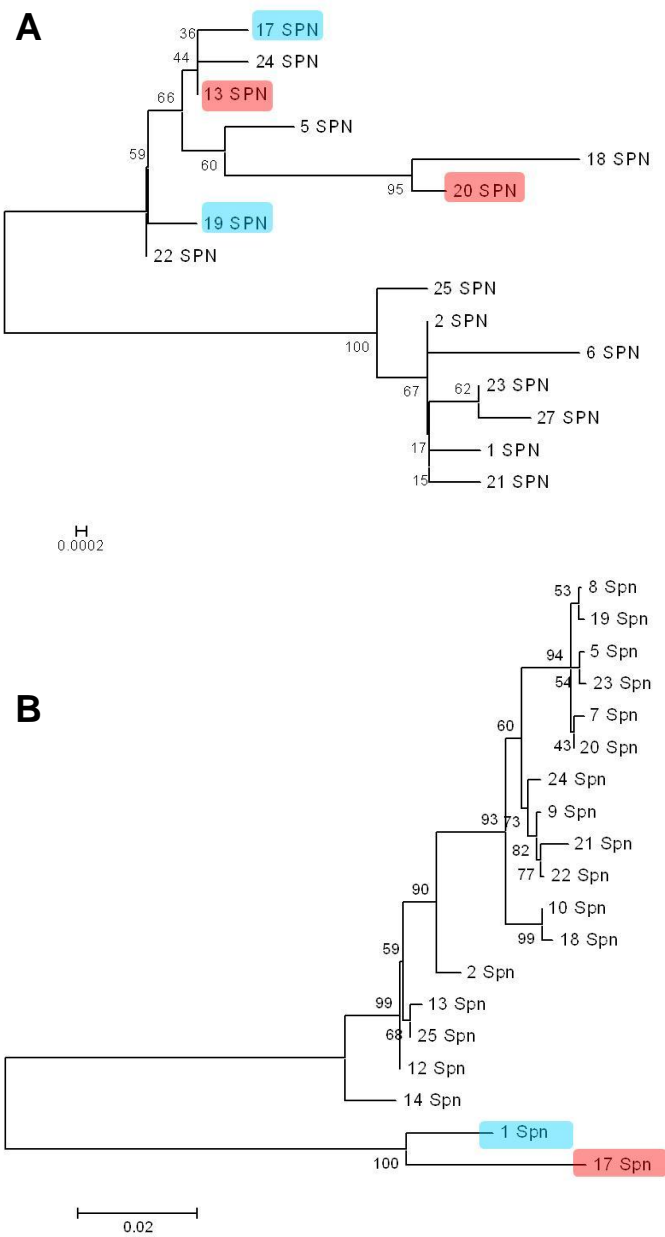 A
17 SPN
36
24 SPN
44
13 SPN
66
5 SPN
59
60
18 SPN
95
20 SPN
19 SPN
22 SPN
25 SPN
2 SPN
100
6 SPN
67
62
23 SPN
27 SPN
17
1 SPN
15
21 SPN
0.0002
B
53
8 Spn
19 Spn
94
5 Spn
54
23 Spn
60
7 Spn
43
20 Spn
24 Spn
93
73
9 Spn
82
21 Spn
77
22 Spn
90
10 Spn
99
18 Spn
59
2 Spn
99
13 Spn
68
25 Spn
12 Spn
14 Spn
1 Spn
100
17 Spn
0.02